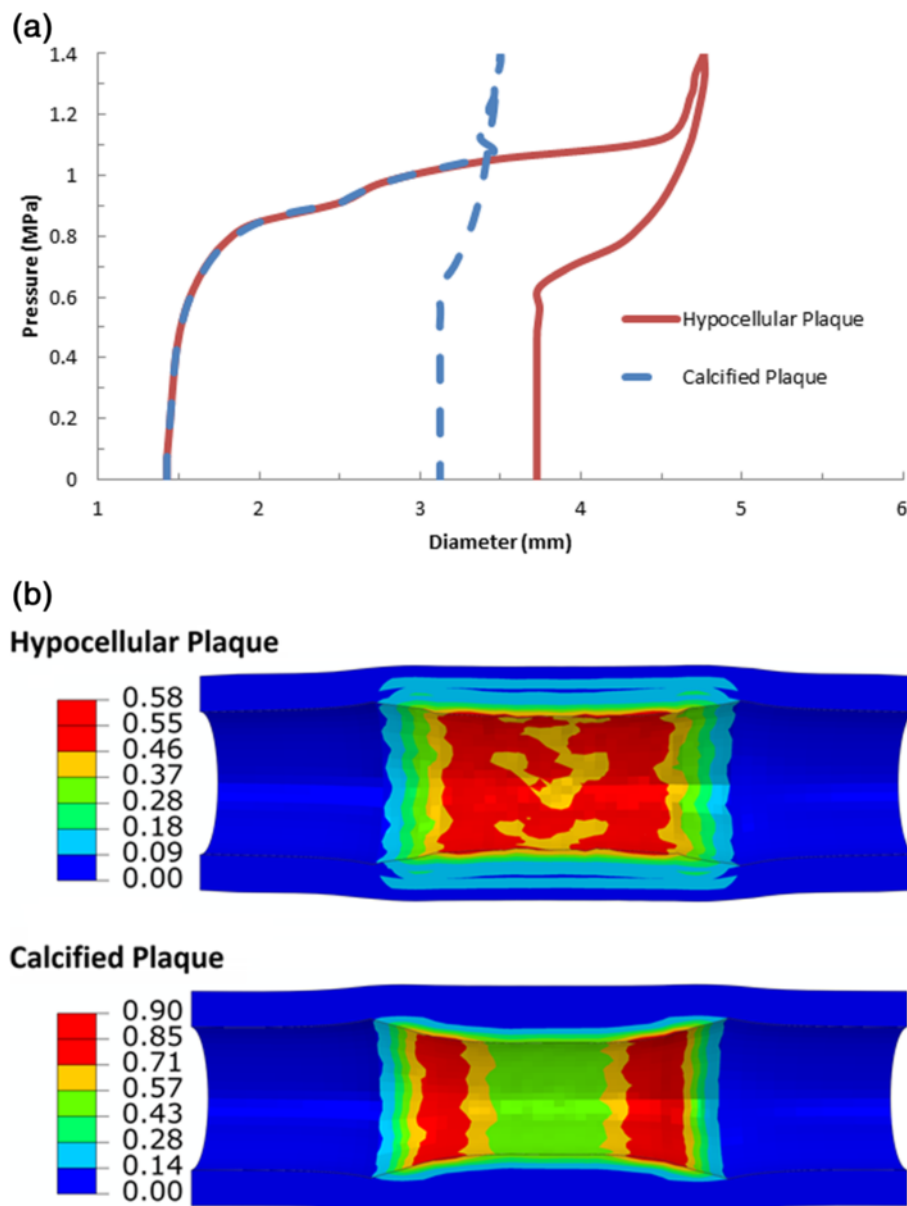 (a)
1.4
1.2
1
0.8
0.6
0.4
0.2
0
Pressure (MPa)
1 2 3 4 5 6
Diameter (mm)
Hypocellular Plaque
Calcified Plaque
(b)
Hypocellular Plaque
0.58
0.55
0.46
0.37
0.28
0.18
0.09
0.00
Calcified Plaque
0.90
0.85
0.71
0.57
0.43
0.28
0.14
0.00